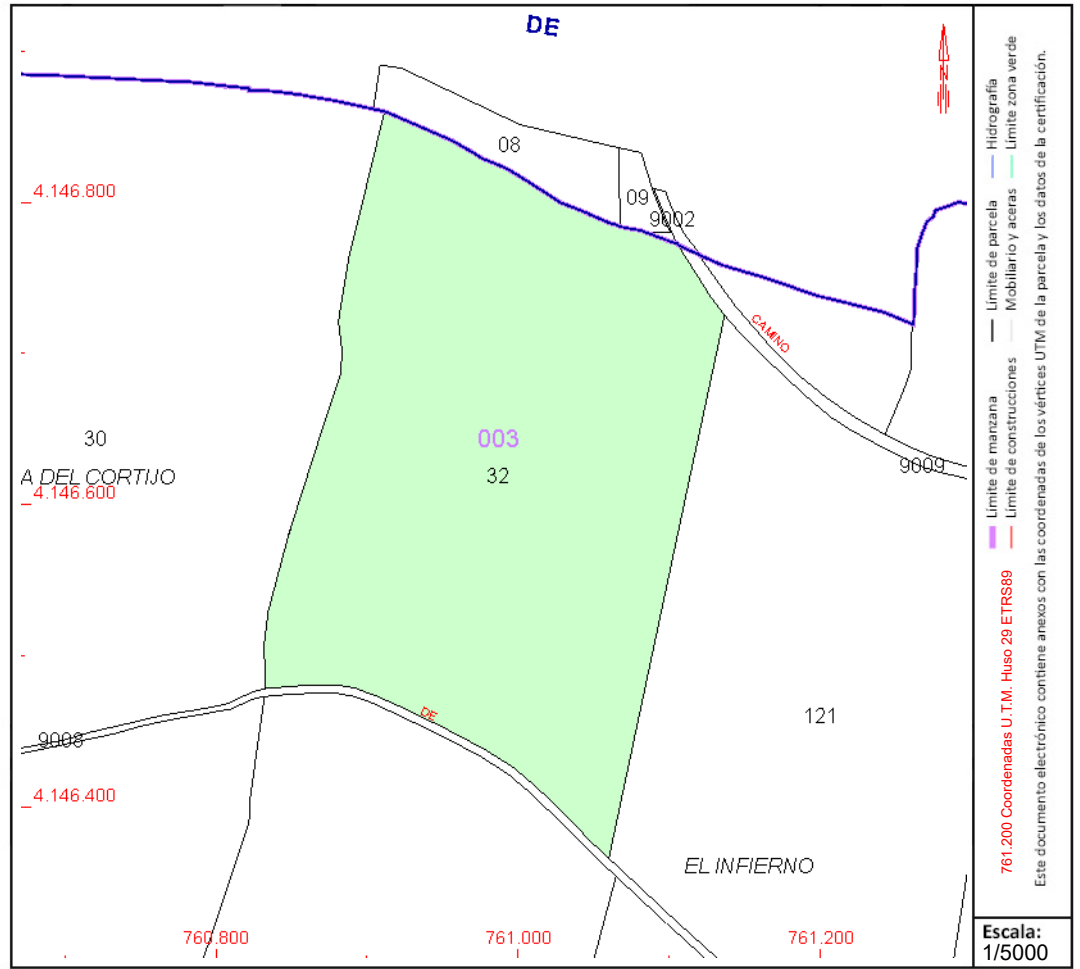 DE
N
08
4.146.800
09
9002
CAMINO
003
30
32
9009
A DEL CORTIJO
4.146.600
DE
121
9008
4.146.400
EL INFIERNO
760.800
761.000
761.200
Límite de manzana
Límite de parcela
Hidrografía
Límite de construcciones
Mobiliario y aceras
Límite zona verde
761.200 Coordenadas U.T.M. Huso 29 ETRS89
Este documento electrónico contiene anexos con las coordenadas de los vértices UTM de la parcela y los datos de la certificación.
Escala:
1/5000